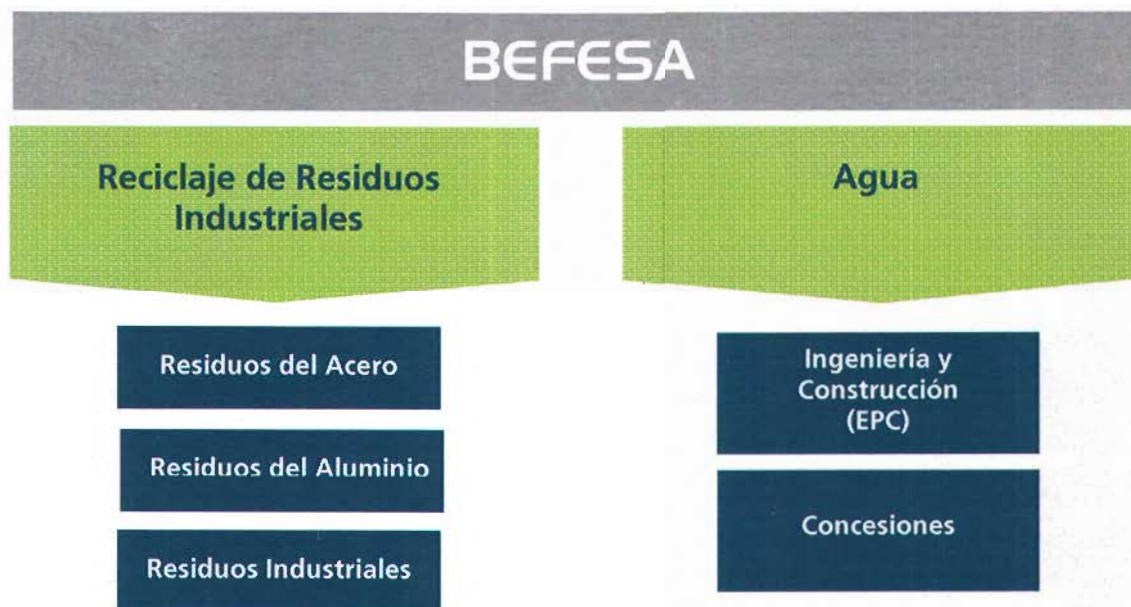 BEFESA
Reciclaje de Residuos
Industriales
Residuos del Acero
Residuos del Aluminio
Residuos Industriales
Agua
Ingeniería y
Construcción
(EPC)
Concesiones